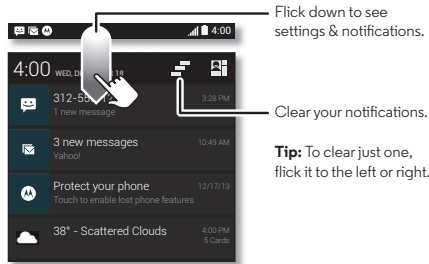 4:00
Flick down to see
settings & notifications.
4:00 WED, 18
312-55 3:28 PM
1 new message
Clear your notifications.
3 new messages 10:49 AM
Yahoo!
Tip: To clear just one,
flick it to the left or right.
Protect your phone 12/17/13
Touch to enable lost phone features
38° - Scattered Clouds 4:00 PM
5 Cards